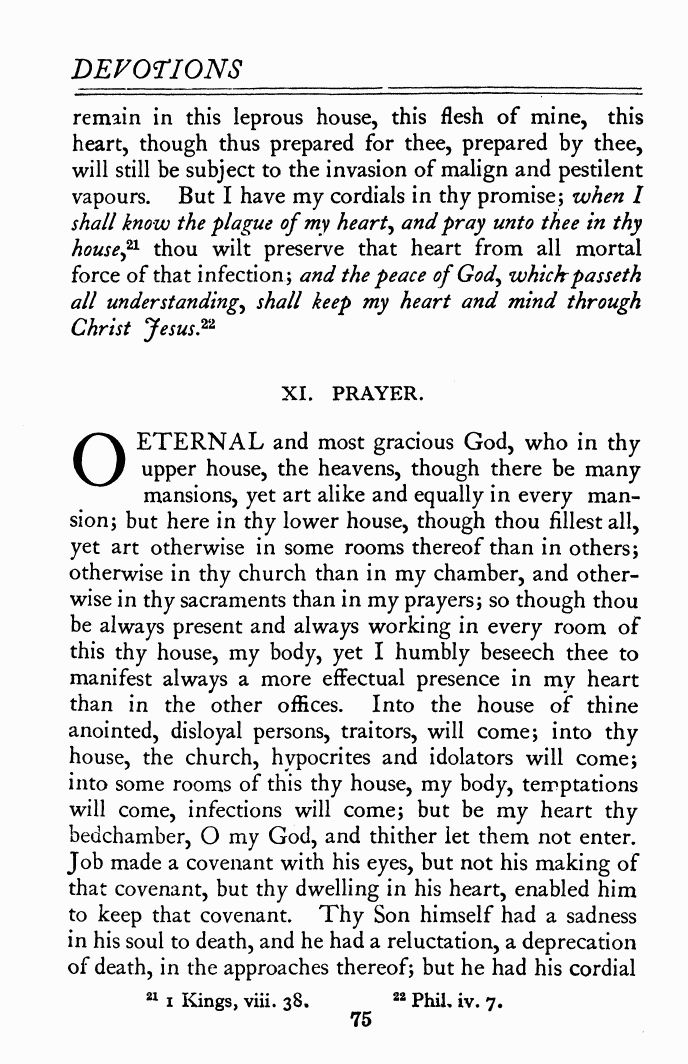 DEVOTIONS
remain in this leprous house, this flesh of mine, this
heart, though thus prepared for thee, prepared by thee,
will still be subject to the invasion of malign and pestilent
vapours. But I have my cordials in thy promise; when I
shall know the plague of my heart, and pray unto thee in thy
house,²¹ thou wilt preserve that heart from all mortal
force of that infection; and the peace of God, which passeth
all understanding, shall keep my heart and mind through
Christ Jesus.²²
XI. PRAYER.
O ETERNAL and most gracious God, who in thy
upper house, the heavens, though there be many
mansions, yet art alike and equally in every man-
sion; but here in thy lower house, though thou fillest all,
yet art otherwise in some rooms thereof than in others;
otherwise in thy church than in my chamber, and other-
wise in thy sacraments than in my prayers; so though thou
be always present and always working in every room of
this thy house, my body, yet I humbly beseech thee to
manifest always a more effectual presence in my heart
than in the other offices. Into the house of thine
anointed, disloyal persons, traitors, will come; into thy
house, the church, hypocrites and idolators will come;
into some rooms of this thy house, my body, temptations
will come, infections will come; but be my heart thy
bedchamber, O my God, and thither let them not enter.
Job made a covenant with his eyes, but not his making of
that covenant, but thy dwelling in his heart, enabled him
to keep that covenant. Thy Son himself had a sadness
in his soul to death, and he had a reluctation, a deprecation
of death, in the approaches thereof; but he had his cordial
²¹ 1 Kings, viii. 38. ²² Phil. iv. 7.
75